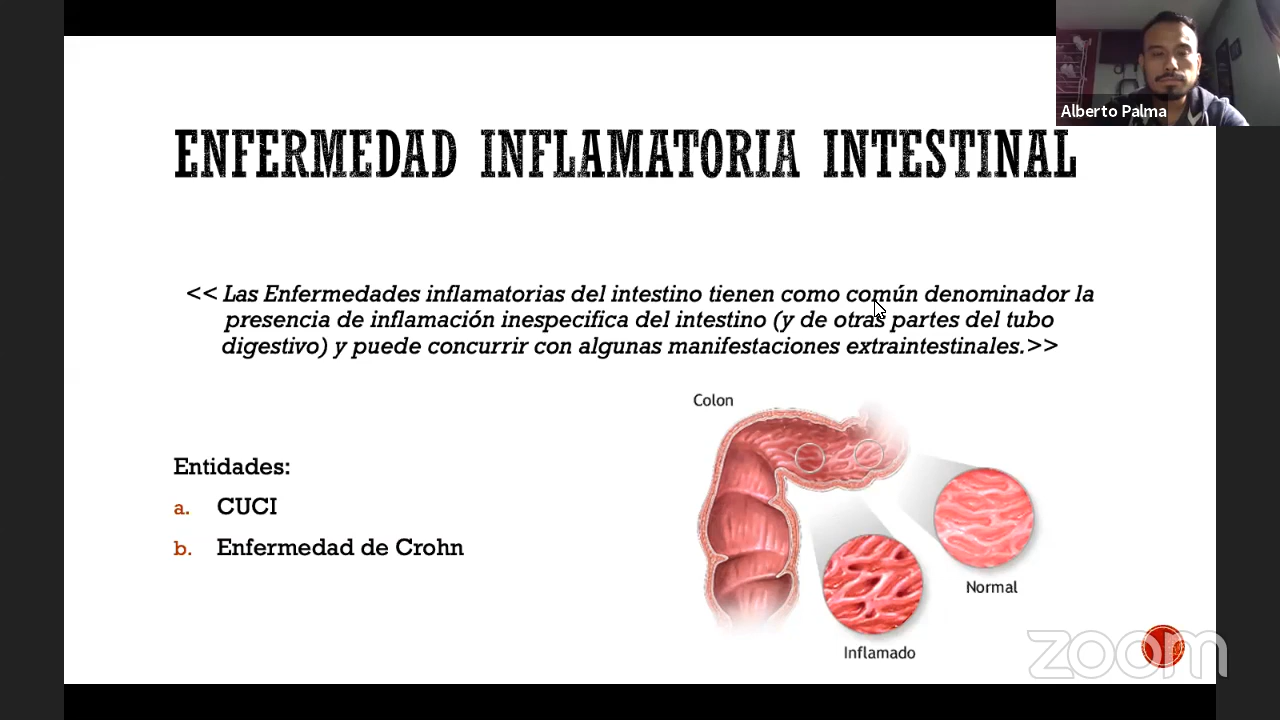 Alberto Palma
ENFERMEDAD INFLAMATORIA INTESTINAL
<< Las Enfermedades inflamatorias del intestino tienen como común denominador la
presencia de inflamación inespecifica del intestino (y de otras partes del tubo
digestivo) y puede concurrir con algunas manifestaciones extraintestinales.>>
Entidades:
a. CUCI
b. Enfermedad de Crohn
Colon
Normal
Inflamado
zoom